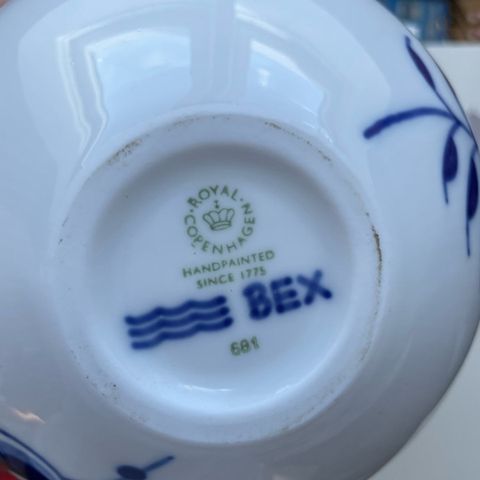 ROYAL COPENHAGEN
HANDPAINTED
SINCE 1775
BEX
681